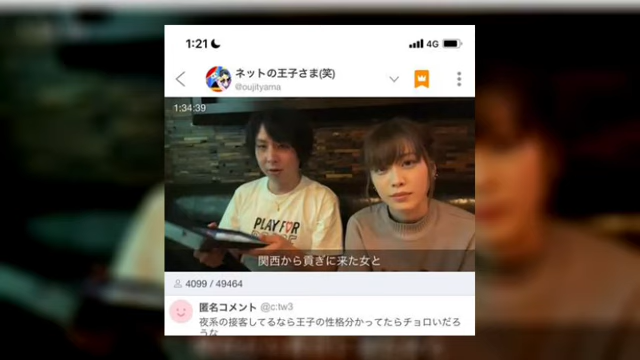 1:21
4G
ネットの王子さま(笑)
@oujityama
1:34:39
PLAY FOR
関西から貢ぎに来た女と
4099 / 49464
匿名コメント @c:tw3
夜系の接客してるなら王子の性格分かってたらチョロいだろ
うな